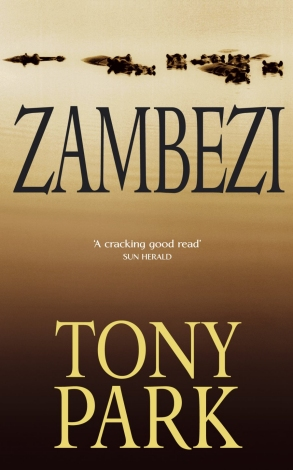 ZAMBEZI
‘A cracking good read’
SUN HERALD
TONY
PARK